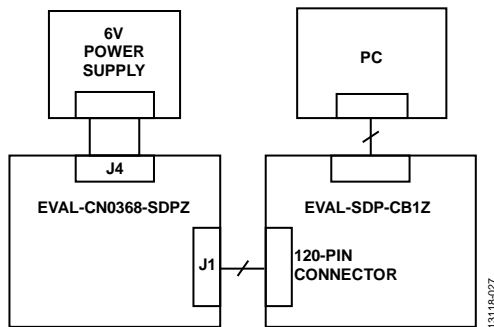 6V
POWER
SUPPLY
PC
J4
EVAL-CN0368-SDPZ
EVAL-SDP-CB1Z
J1
120-PIN
CONNECTOR
13118-027